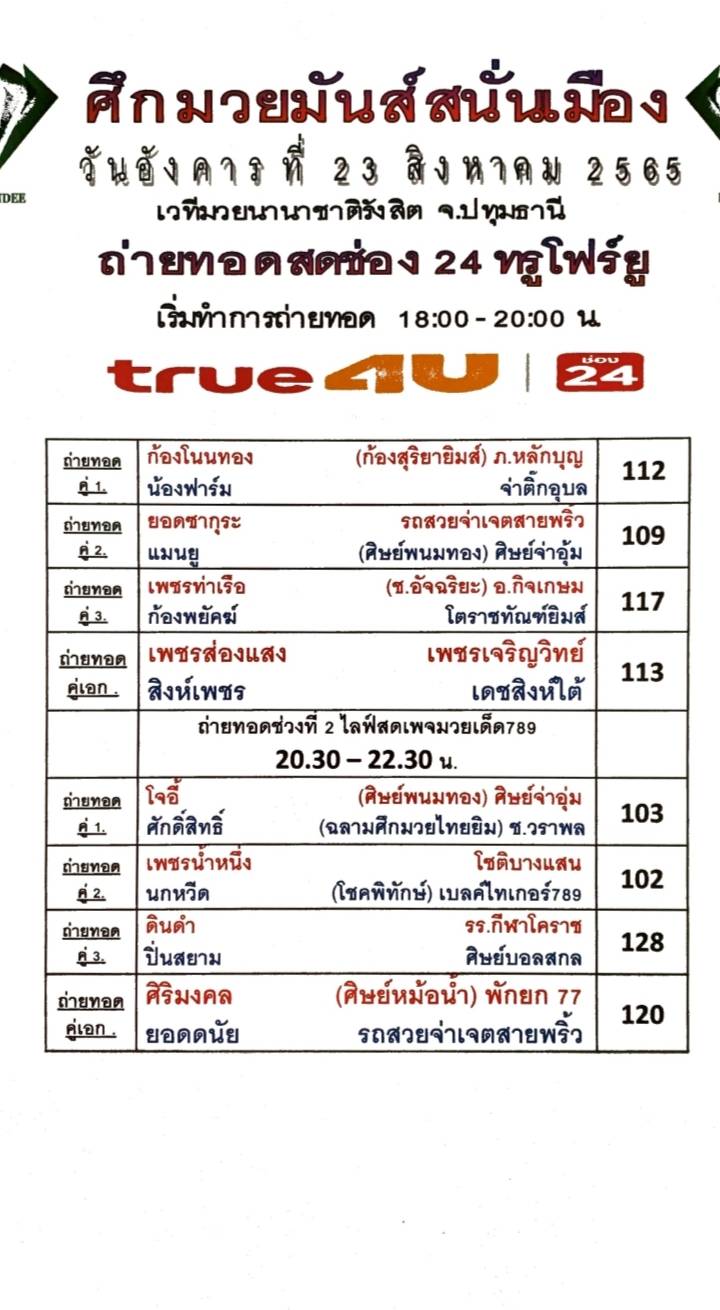 ศึกมวยมันส์สนั่นเมือง
วันอังคารที่ 23 สิงหาคม 2565
NDEE
เวทีมวยนานาชาติรังสิต จ.ปทุมธานี
ถ่ายทอดสดช่อง 24 ทรูโฟร์ยู
เริ่มทำการถ่ายทอด 18:00 - 20:00 น.
true4U | ช่อง 24
ถ่ายทอด คู่ 1. ก้องโนนทอง (ก้องสุริยายิมส์) ภ.หลักบุญ 112
น้องฟาร์ม จ่าติ๊กอุบล
ถ่ายทอด คู่ 2. ยอดซากุระ รถสวยจ่าเจตสายพริ้ว 109
แมนยู (ศิษย์พนมทอง) ศิษย์จ่าอุ้ม
ถ่ายทอด คู่ 3. เพชรท่าเรือ (ช.อัจฉริยะ) อ.กิจเกษม 117
ก้องพยัคฆ์ โตราชทัณฑ์ยิมส์
ถ่ายทอด คู่เอก . เพชรส่องแสง เพชรเจริญวิทย์ 113
สิงห์เพชร เดชสิงห์ใต้
ถ่ายทอดช่วงที่ 2 ไลฟ์สดเพจมวยเด็ด789
20.30 – 22.30 น.
ถ่ายทอด คู่ 1. โจอี้ (ศิษย์พนมทอง) ศิษย์จ่าอุ่ม 103
ศักดิ์สิทธิ์ (ฉลามศึกมวยไทยยิม) ช.วราพล
ถ่ายทอด คู่ 2. เพชรน้ำหนึ่ง โชติบางแสน 102
นกหวีด (โชคพิทักษ์) เบลค์ไทเกอร์789
ถ่ายทอด คู่ 3. ดินดำ รร.กีฬาโคราช 128
ปิ่นสยาม ศิษย์บอลสกล
ถ่ายทอด คู่เอก . ศิริมงคล (ศิษย์หม้อน้ำ) พักยก 77 120
ยอดดนัย รถสวยจ่าเจตสายพริ้ว